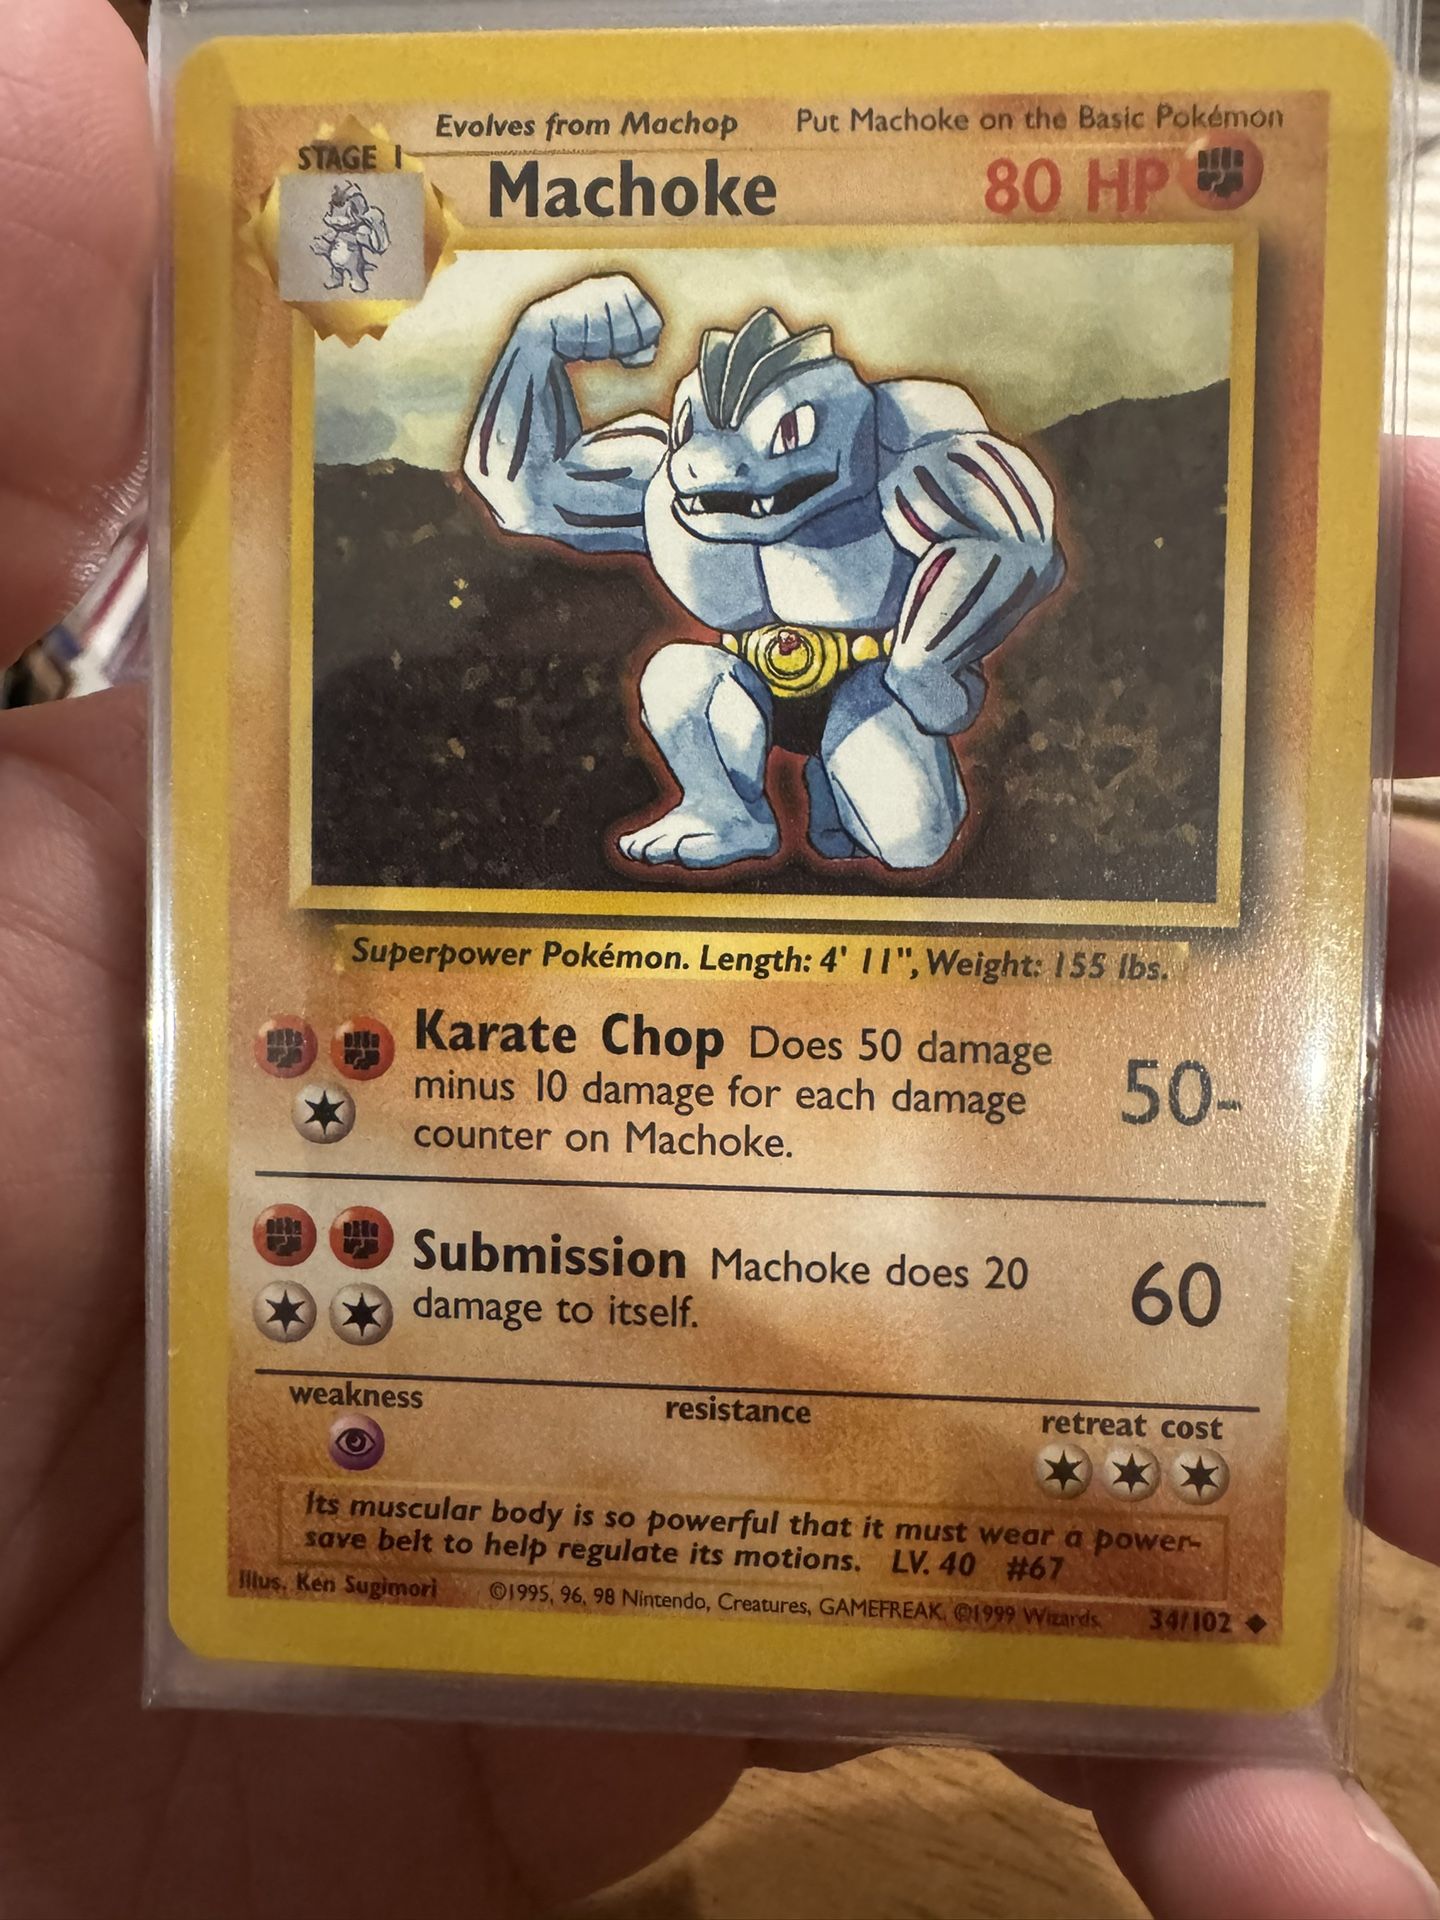 Evolves from Machop Put Machoke on the Basic Pokémon
STAGE 1
Machoke 80 HP
Superpower Pokémon. Length: 4' 11", Weight: 155 lbs.
Karate Chop Does 50 damage
minus 10 damage for each damage
counter on Machoke.
50-
Submission Machoke does 20
damage to itself.
60
weakness resistance retreat cost
Its muscular body is so powerful that it must wear a power-
save belt to help regulate its motions. LV. 40 #67
Illus. Ken Sugimori ©1995, 96, 98 Nintendo, Creatures, GAMEFREAK. ©1999 Wizards. 34/102